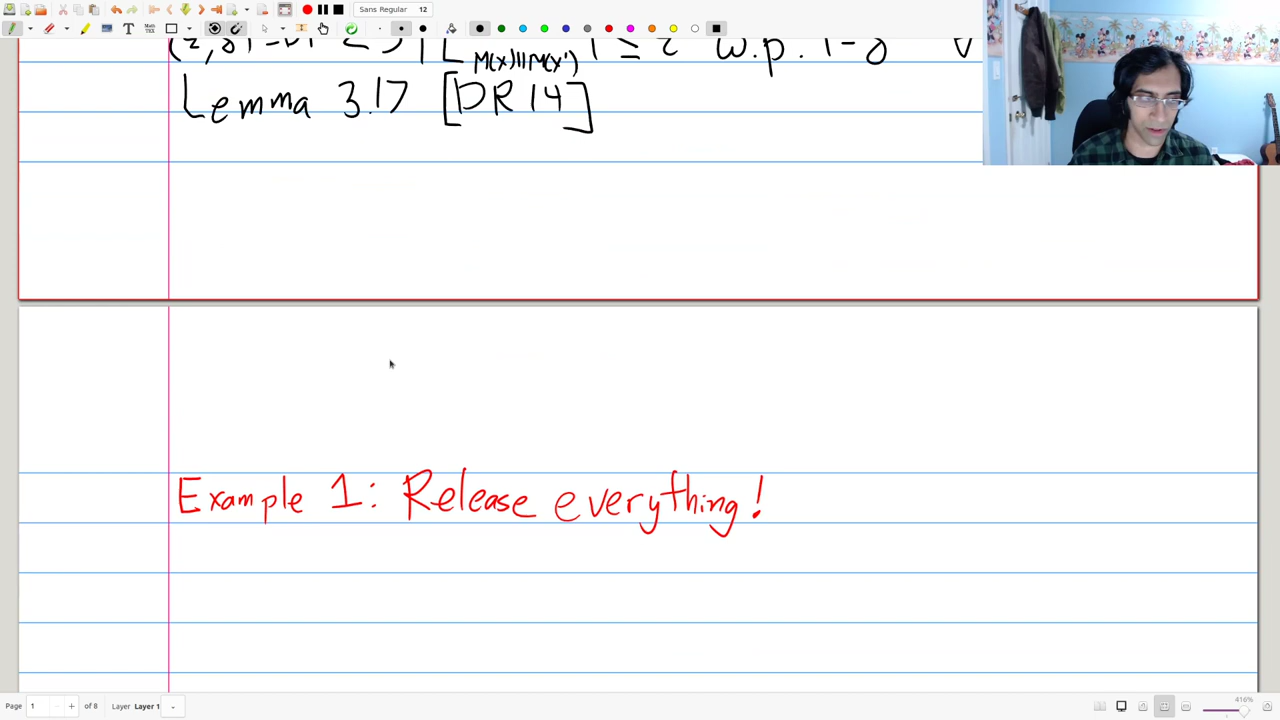 Sans Regular 12
L M(x)||M(x') ≤ w.p. 1-δ
Lemma 3.17 [DR14]
Example 1: Release everything!
Page 1 of 8 Layer Layer 1 416%